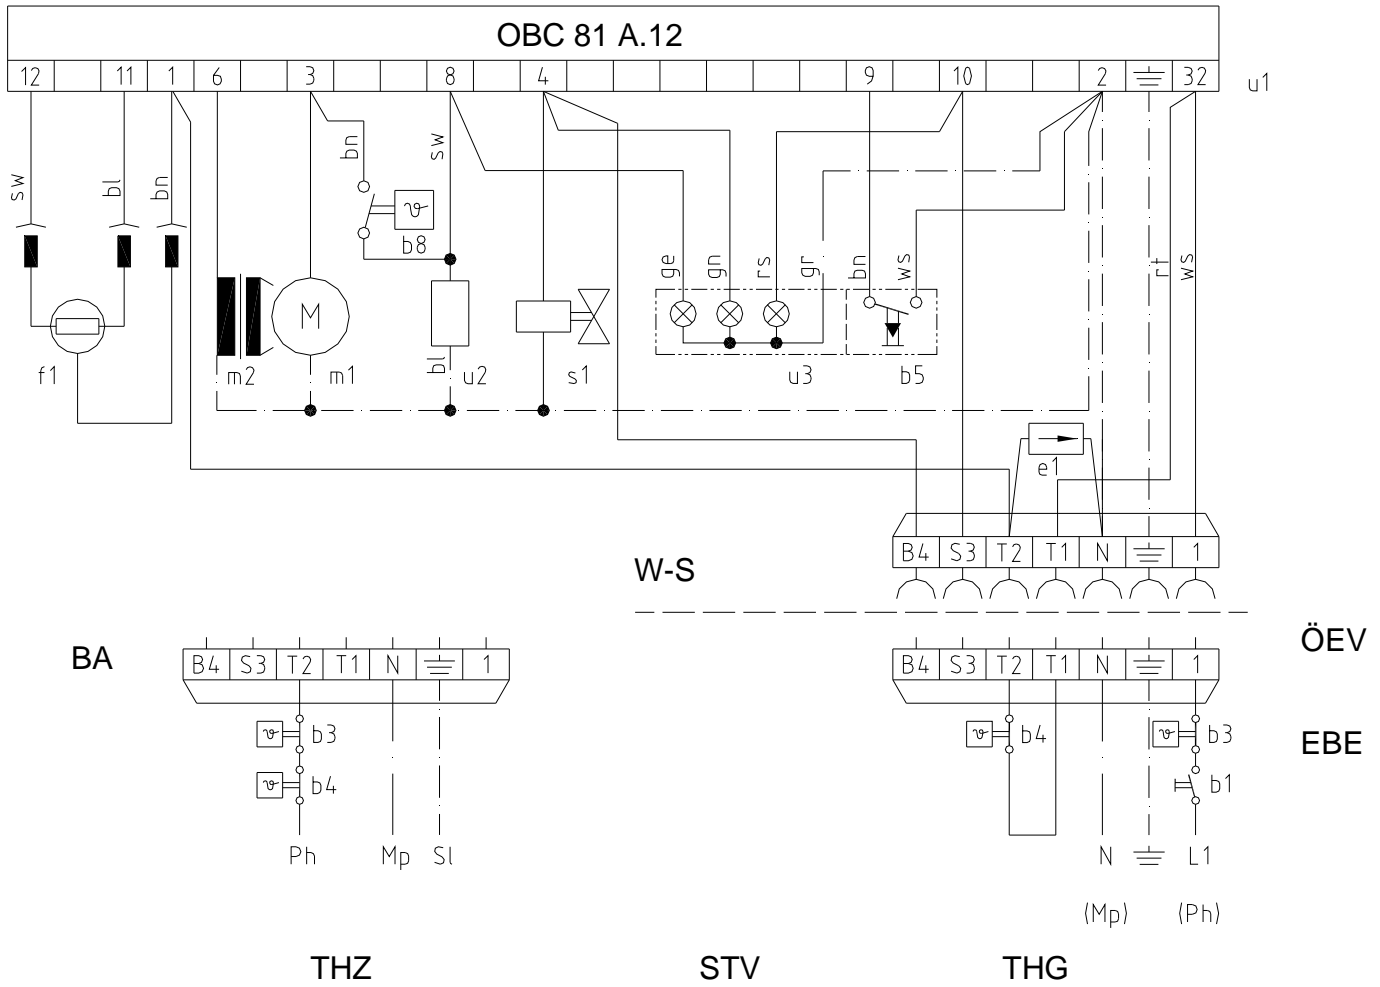 OBC 81 A.12
12 11 1 6 3 8 4 9 10 2 32
u1
sw bl bn bn sw
ϑ
b8
ge gn rs gr bn ws rt ws
M
f1 m2 m1 bl u2 s1 u3 b5
e1
B4 S3 T2 T1 N 1
W-S
ÖEV
BA
B4 S3 T2 T1 N 1
B4 S3 T2 T1 N 1
ϑ b3
ϑ b4
ϑ b3
EBE
ϑ b4
b1
Ph Mp Sl
N L1
(Mp) (Ph)
THZ STV THG